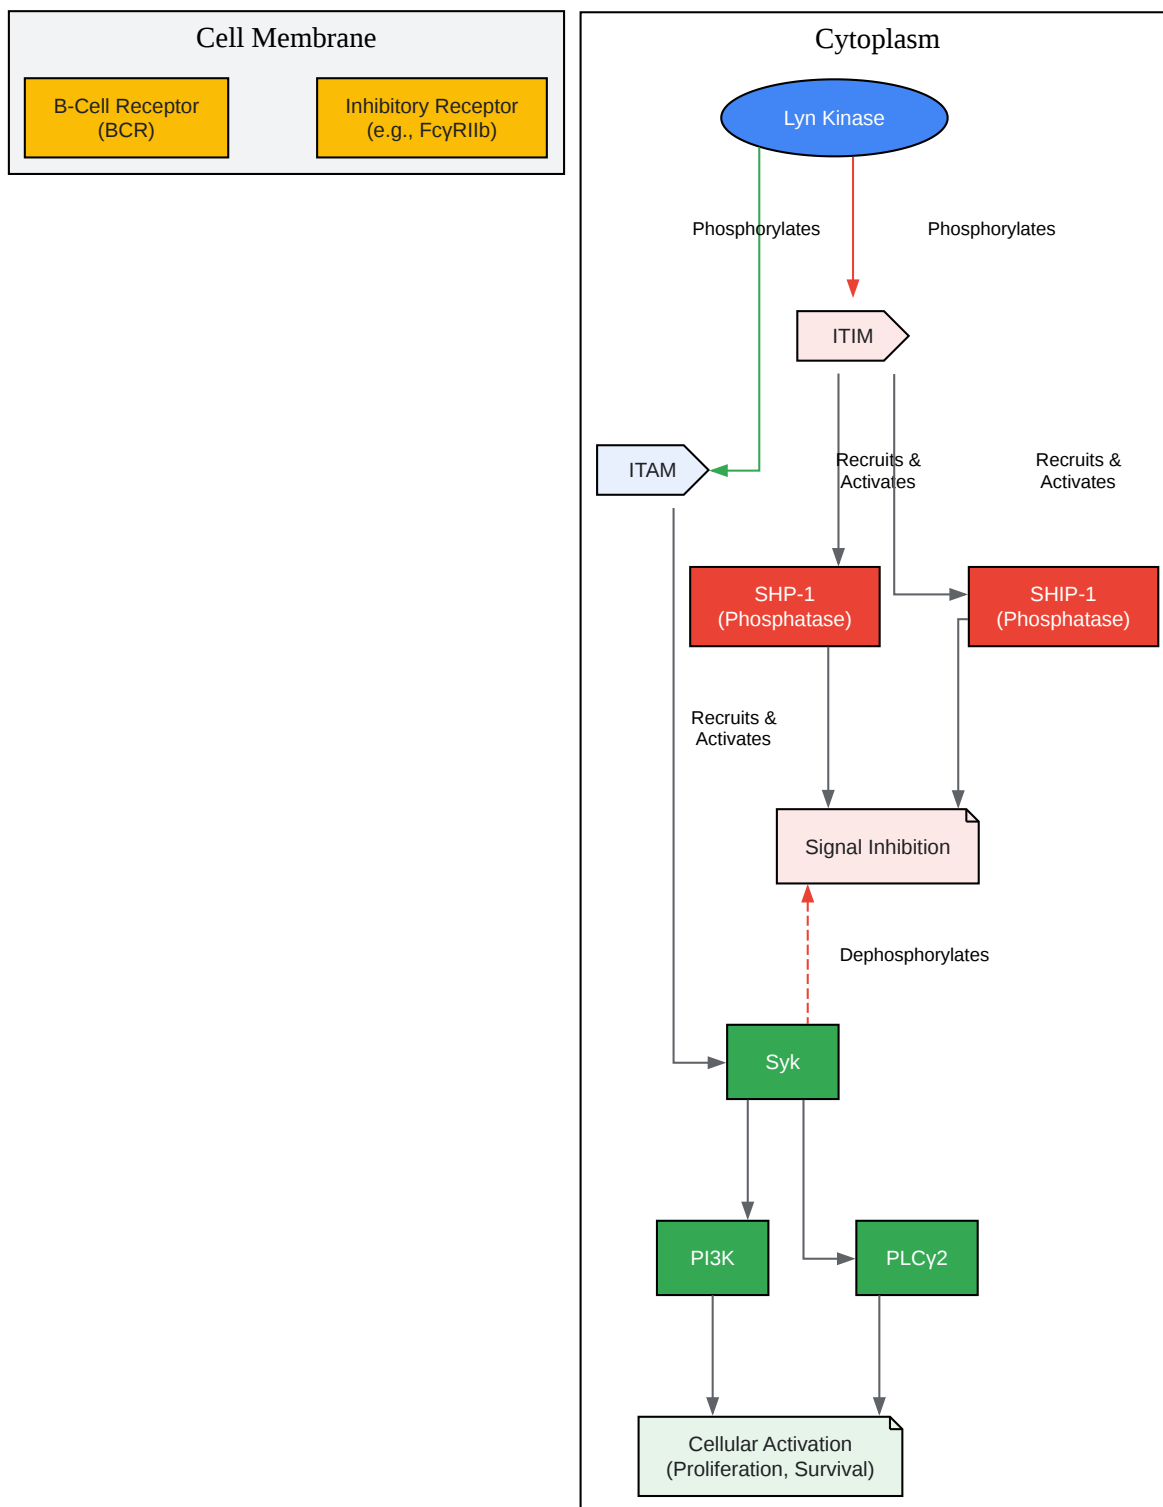 Cell Membrane
B-Cell Receptor
(BCR)
Inhibitory Receptor
(e.g., FcγRIIb)
Cytoplasm
Lyn Kinase
Phosphorylates
Phosphorylates
ITIM
ITAM
Recruits &
Activates
Recruits &
Activates
SHP-1
(Phosphatase)
SHIP-1
(Phosphatase)
Recruits &
Activates
Signal Inhibition
Dephosphorylates
Syk
PI3K
PLCγ2
Cellular Activation
(Proliferation, Survival)